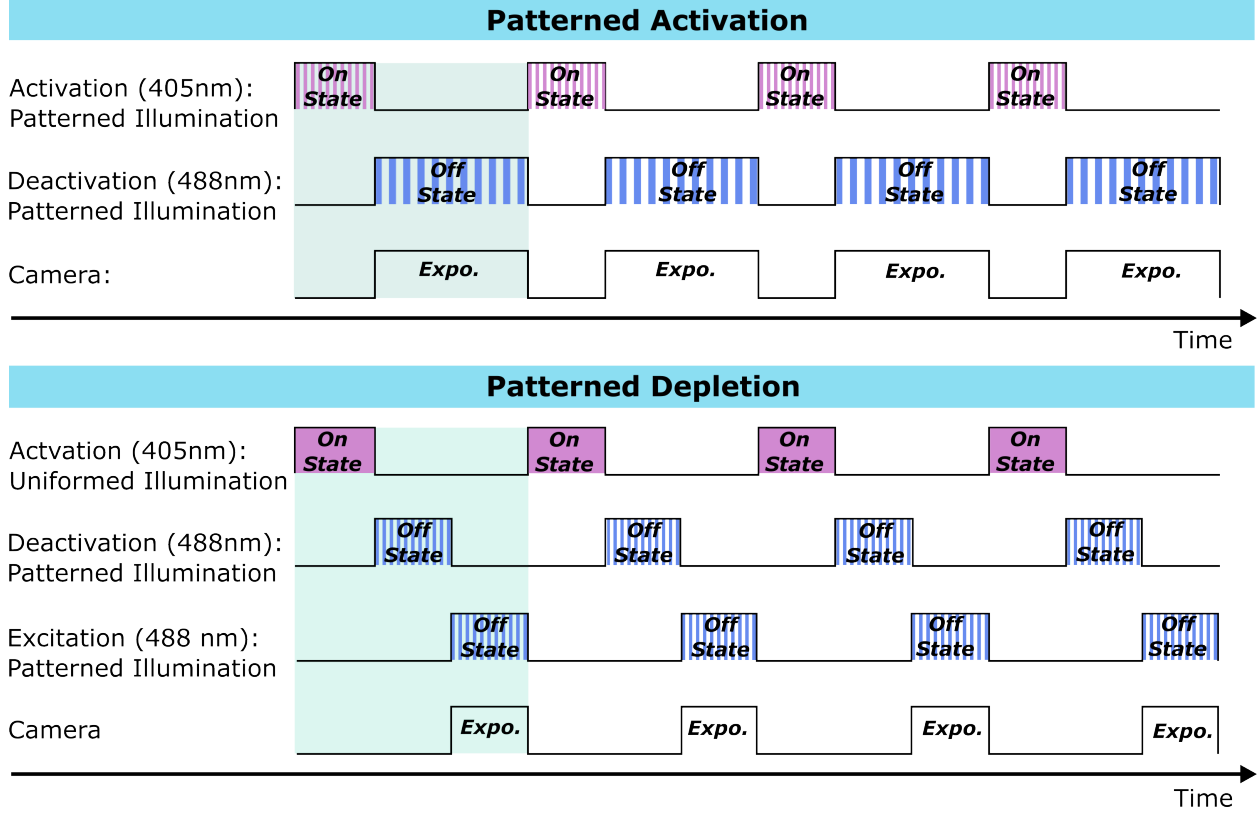 Patterned Activation
Activation (405nm):
Patterned Illumination
On
State
On
State
On
State
On
State
Deactivation (488nm):
Patterned Illumination
Off
State
Off
State
Off
State
Off
State
Camera:
Expo.
Expo.
Expo.
Expo.
Time
Patterned Depletion
Actvation (405nm):
Uniformed Illumination
On
State
On
State
On
State
On
State
Deactivation (488nm):
Patterned Illumination
Off
State
Off
State
Off
State
Off
State
Excitation (488 nm):
Patterned Illumination
Off
State
Off
State
Off
State
Off
State
Camera
Expo.
Expo.
Expo.
Expo.
Time